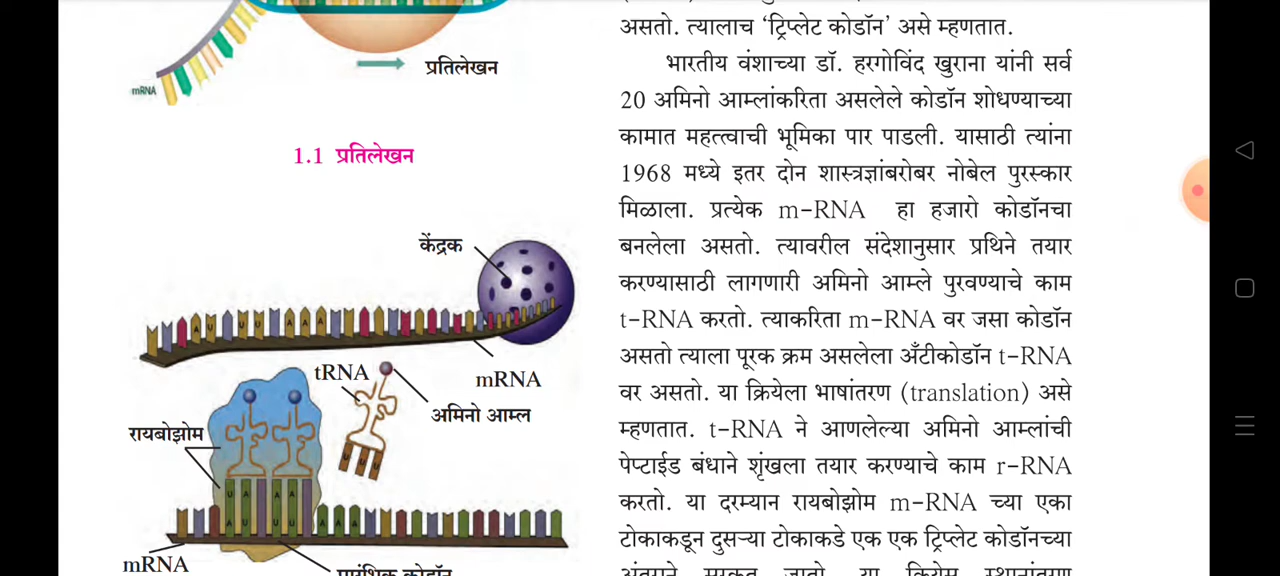 mRNA
प्रतिलेखन
1.1 प्रतिलेखन
केंद्रक
A U U U A A A
tRNA
mRNA
अमिनो आम्ल
रायबोझोम
U U U
U A A A
A U U U A A A
mRNA
प्रारंभिक कोडॉन
असतो. त्यालाच ‘ट्रिप्लेट कोडॉन’ असे म्हणतात.
भारतीय वंशाच्या डॉ. हरगोविंद खुराना यांनी सर्व
20 अमिनो आम्लांकरिता असलेले कोडॉन शोधण्याच्या
कामात महत्त्वाची भूमिका पार पाडली. यासाठी त्यांना
1968 मध्ये इतर दोन शास्त्रज्ञांबरोबर नोबेल पुरस्कार
मिळाला. प्रत्येक m-RNA हा हजारो कोडॉनचा
बनलेला असतो. त्यावरील संदेशानुसार प्रथिने तयार
करण्यासाठी लागणारी अमिनो आम्ले पुरवण्याचे काम
t-RNA करतो. त्याकरिता m-RNA वर जसा कोडॉन
असतो त्याला पूरक क्रम असलेला अँटीकोडॉन t-RNA
वर असतो. या क्रियेला भाषांतरण (translation) असे
म्हणतात. t-RNA ने आणलेल्या अमिनो आम्लांची
पेप्टाईड बंधाने शृंखला तयार करण्याचे काम r-RNA
करतो. या दरम्यान रायबोझोम m-RNA च्या एका
टोकाकडून दुसऱ्या टोकाकडे एक एक ट्रिप्लेट कोडॉनच्या
अंतराने सरकत जातो. या क्रियेस स्थानांतरण